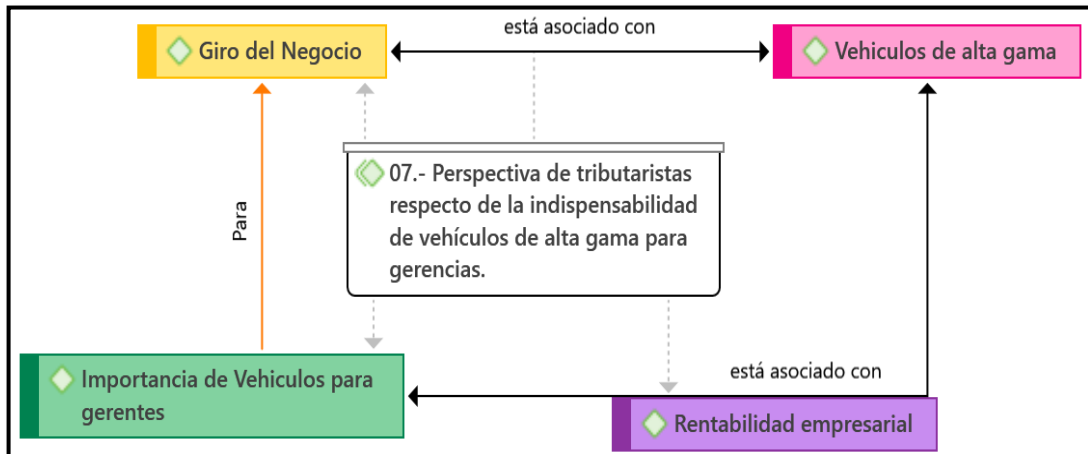 está asociado con
Giro del Negocio
Vehiculos de alta gama
07.- Perspectiva de tributaristas
respecto de la indispensabilidad
de vehículos de alta gama para
gerencias.
Para
está asociado con
Importancia de Vehiculos para
gerentes
Rentabilidad empresarial